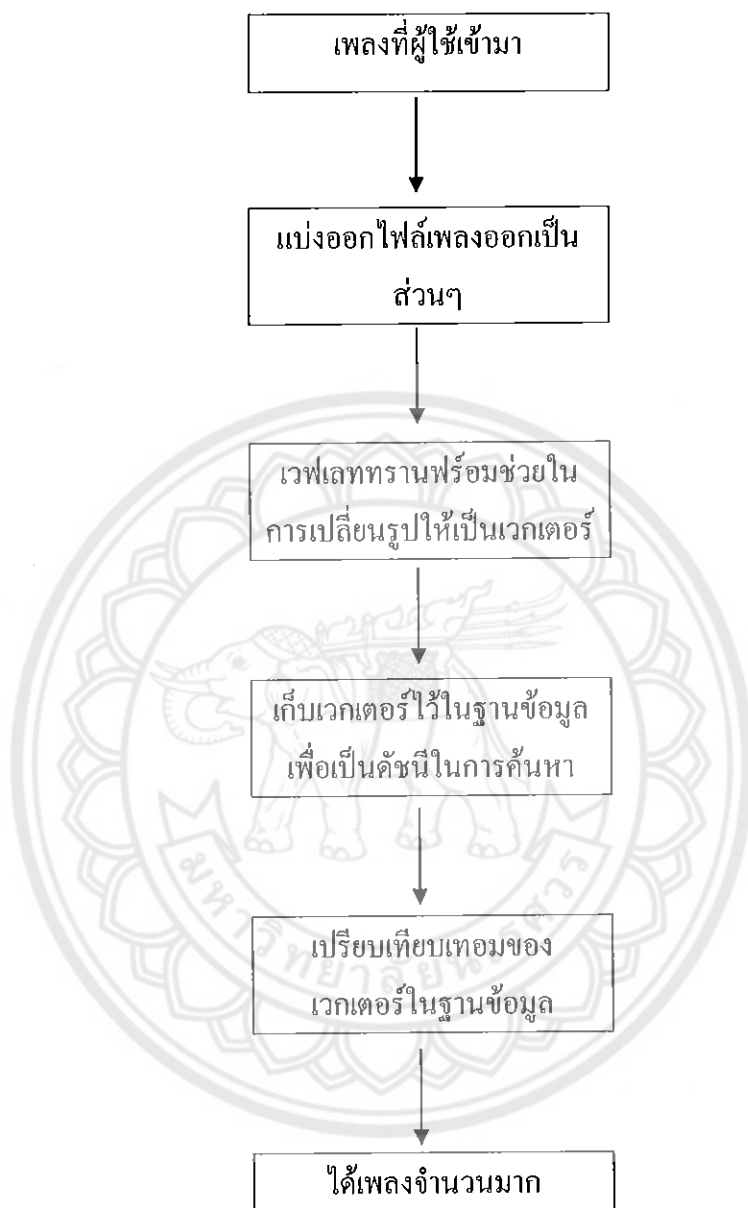 เพลงที่ผู้ใช้เข้ามา
แบ่งออกไฟล์เพลงออกเป็น
ส่วนๆ
เวฟเลททรานฟร็อมช่วยใน
การเปลี่ยนรูปให้เป็นเวกเตอร์
เก็บเวกเตอร์ไว้ในฐานข้อมูล
เพื่อเป็นดัชนีในการค้นหา
เปรียบเทียบเทอมของ
เวกเตอร์ในฐานข้อมูล
ได้เพลงจำนวนมาก